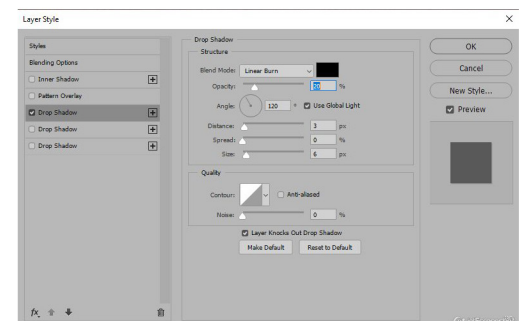 Layer Style
Styles
Blending Options
Inner Shadow
Pattern Overlay
Drop Shadow
Drop Shadow
Drop Shadow
fx
Drop Shadow
Structure
Blend Mode: Linear Burn
Opacity: 20 %
Angle: 120 ° Use Global Light
Distance: 3 px
Spread: 0 %
Size: 6 px
Quality
Contour: Anti-aliased
Noise: 0 %
Layer Knocks Out Drop Shadow
Make Default Reset to Default
OK
Cancel
New Style...
Preview